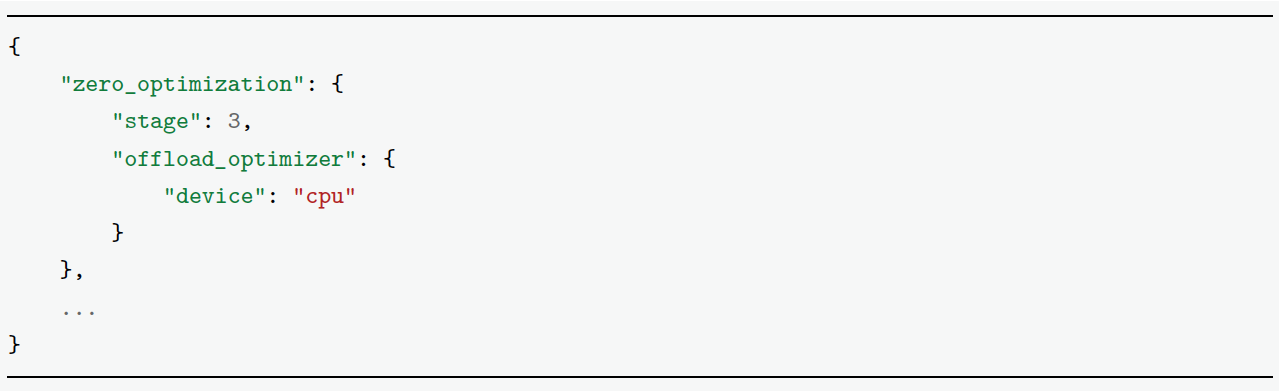 {
    "zero_optimization": {
        "stage": 3,
        "offload_optimizer": {
            "device": "cpu"
        }
    },
    ...
}